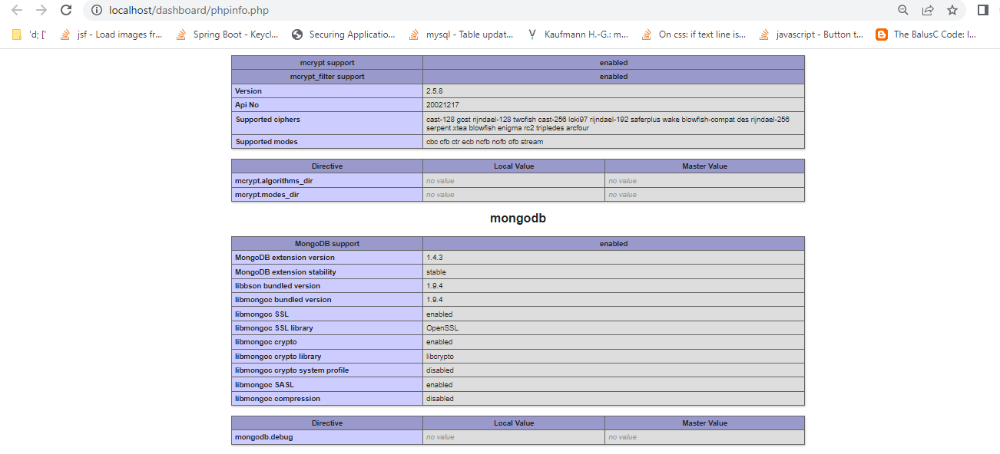 localhost/dashboard/phpinfo.php
'd; [' jsf - Load images fr... Spring Boot - Keycl... Securing Applicatio... mysql - Table updat... Kaufmann H.-G.: m... On css: if text line is... javascript - Button t... The BalusC Code: I...
mcrypt support enabled
mcrypt_filter support enabled
Version 2.5.8
Api No 20021217
Supported ciphers cast-128 gost rijndael-128 twofish cast-256 loki97 rijndael-192 saferplus wake blowfish-compat des rijndael-256
serpent xtea blowfish enigma rc2 tripledes arcfour
Supported modes cbc cfb ctr ecb ncfb nofb ofb stream
Directive Local Value Master Value
mcrypt.algorithms_dir no value no value
mcrypt.modes_dir no value no value
mongodb
MongoDB support enabled
MongoDB extension version 1.4.3
MongoDB extension stability stable
libbson bundled version 1.9.4
libmongoc bundled version 1.9.4
libmongoc SSL enabled
libmongoc SSL library OpenSSL
libmongoc crypto enabled
libmongoc crypto library libcrypto
libmongoc crypto system profile disabled
libmongoc SASL enabled
libmongoc compression disabled
Directive Local Value Master Value
mongodb.debug no value no value